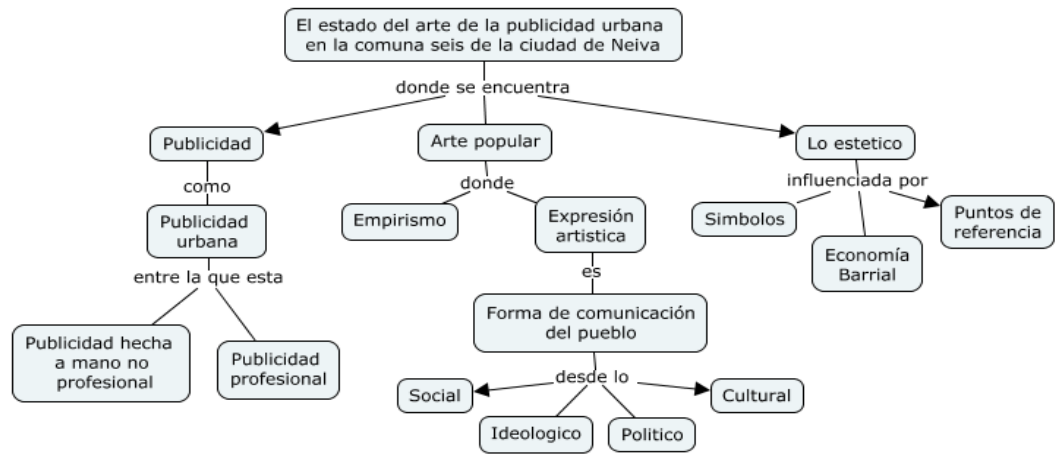 El estado del arte de la publicidad urbana
en la comuna seis de la ciudad de Neiva
donde se encuentra
Publicidad
Arte popular
Lo estetico
como
donde
influenciada por
Publicidad
urbana
Empirismo
Expresión
artistica
Simbolos
Economía
Barrial
Puntos de
referencia
entre la que esta
es
Publicidad hecha
a mano no
profesional
Publicidad
profesional
Forma de comunicación
del pueblo
desde lo
Social
Ideologico
Politico
Cultural